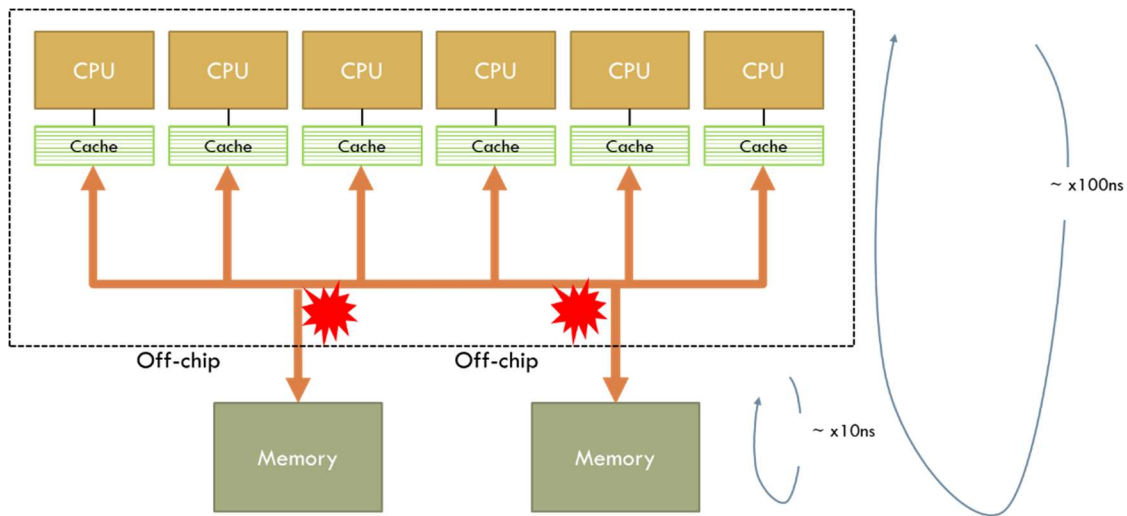 CPU
CPU
CPU
CPU
CPU
CPU
Cache
Cache
Cache
Cache
Cache
Cache
~ x100ns
Off-chip
Off-chip
~ x10ns
Memory
Memory